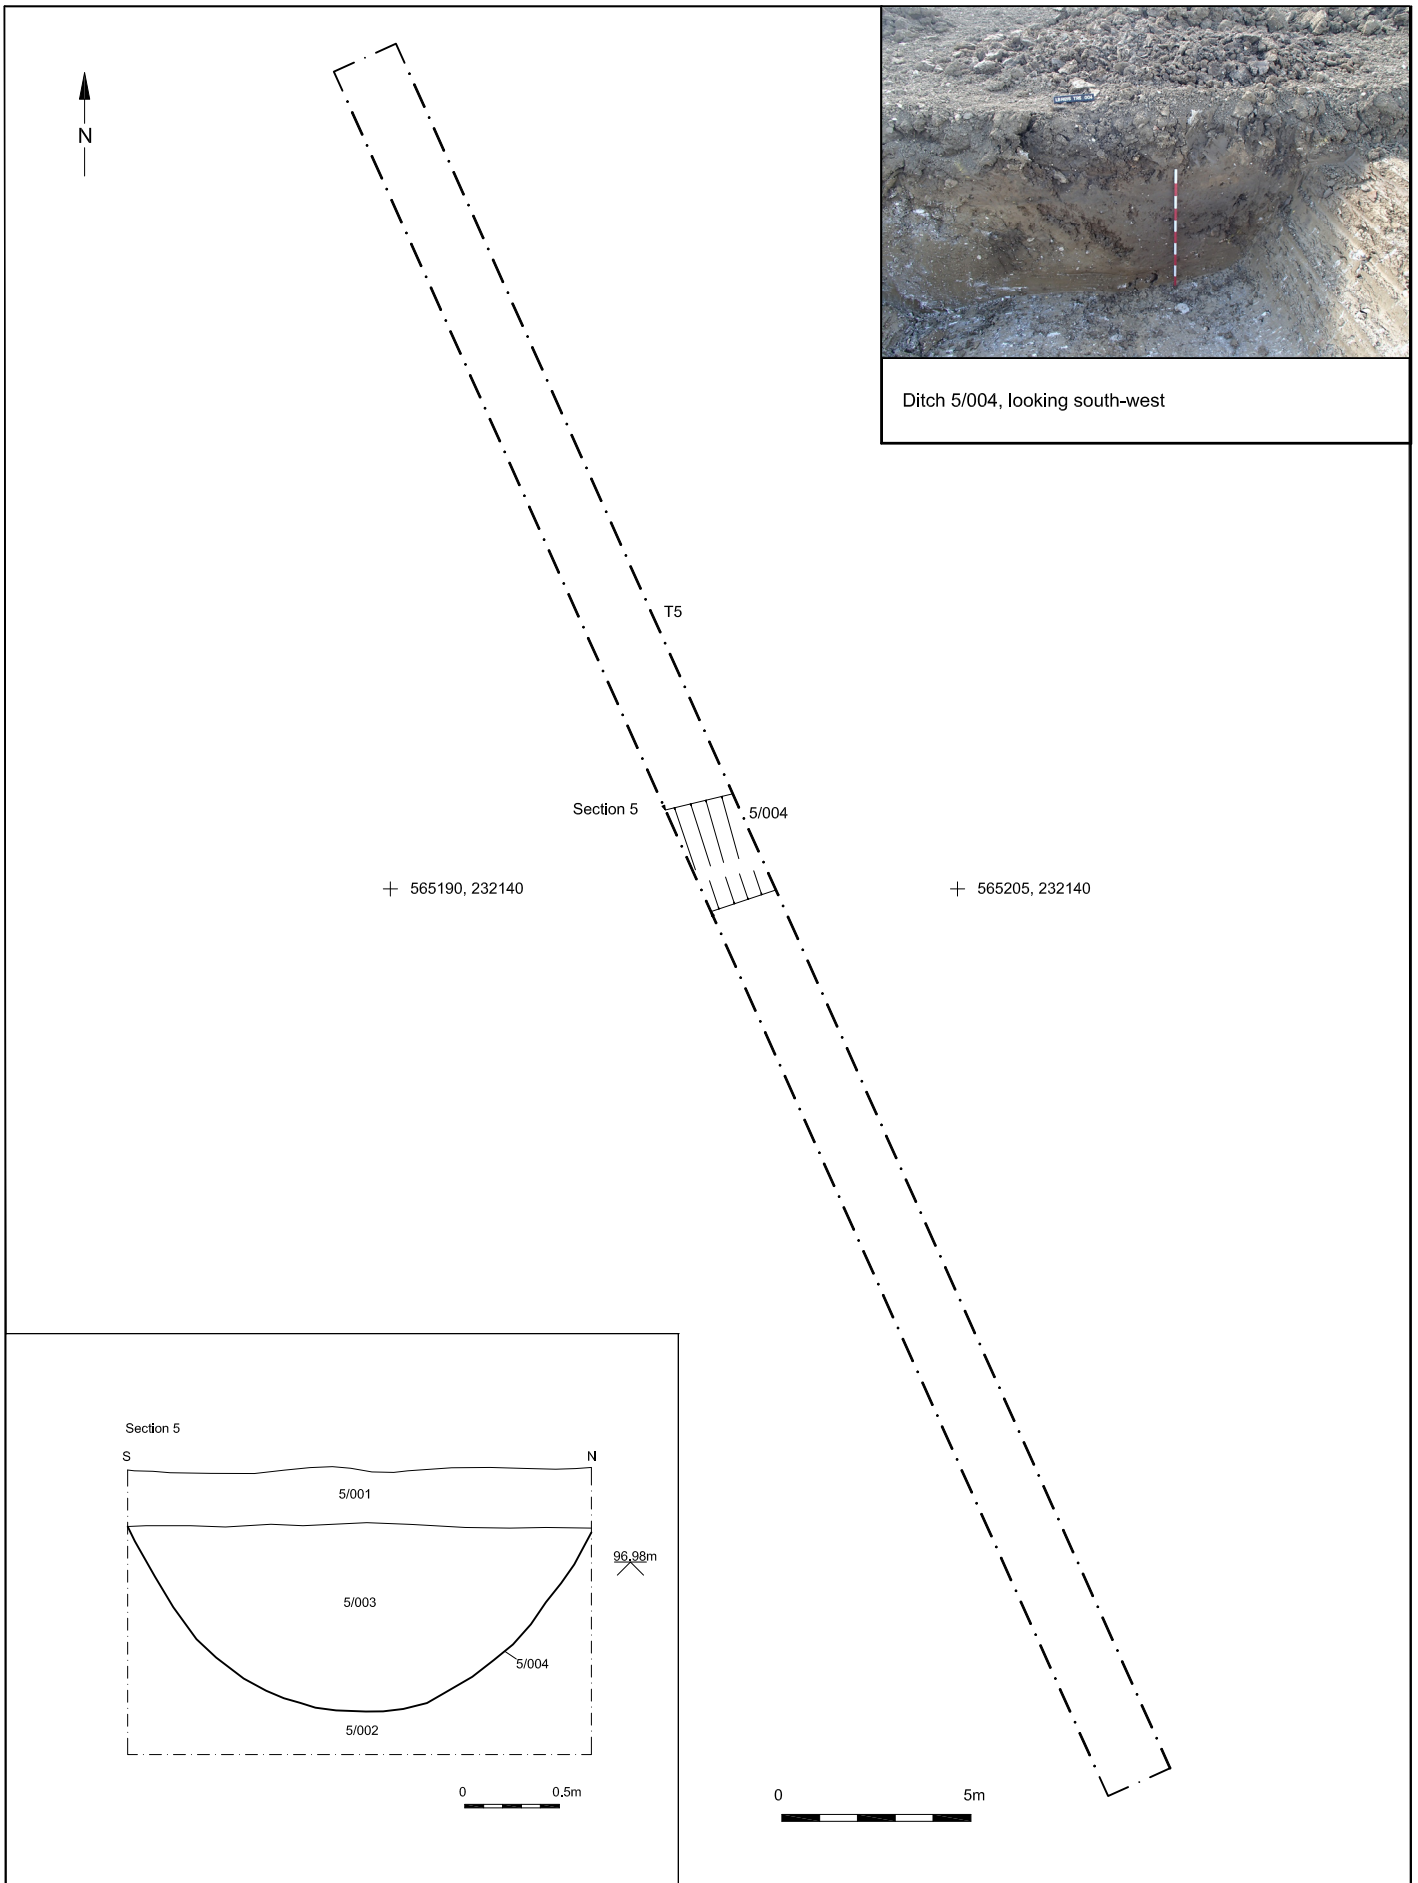 N
Ditch 5/004, looking south-west
T5
Section 5
5/004
565190, 232140
565205, 232140
Section 5
S
N
5/001
96.98m
5/003
5/004
5/002
0
0.5m
0
5m